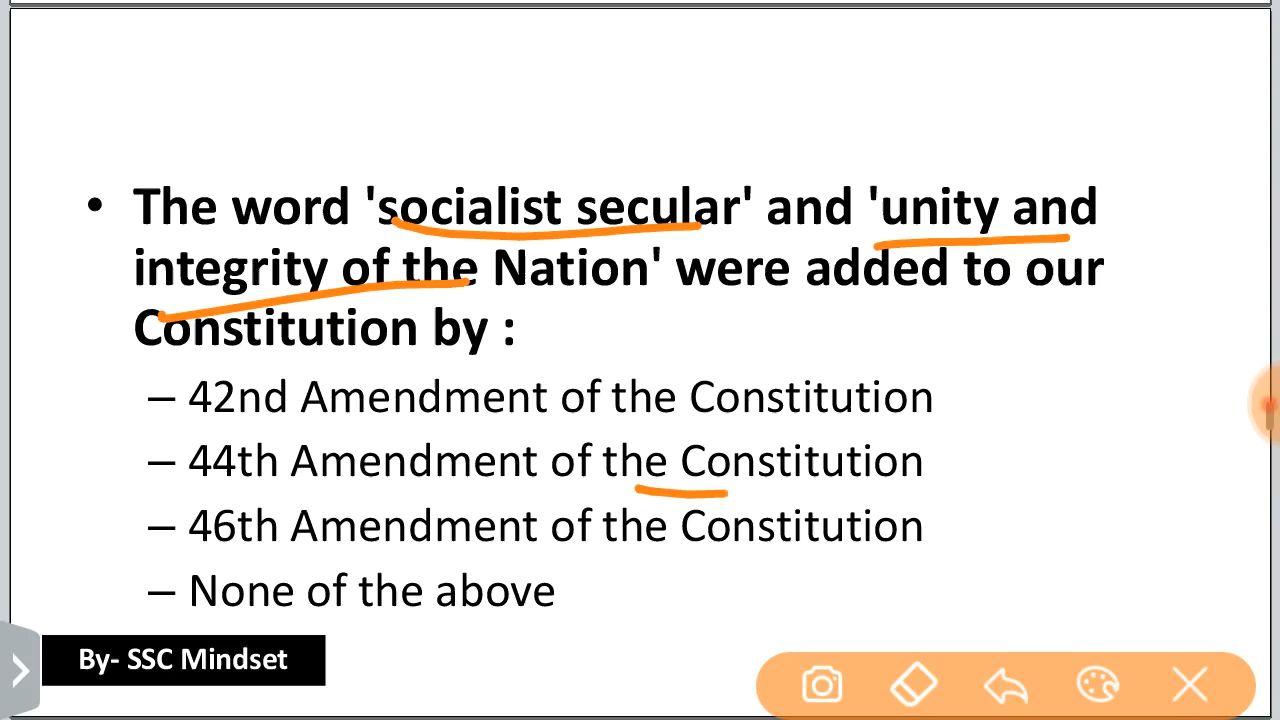 • The word 'socialist secular' and 'unity and
integrity of the Nation' were added to our
Constitution by :
– 42nd Amendment of the Constitution
– 44th Amendment of the Constitution
– 46th Amendment of the Constitution
– None of the above
By- SSC Mindset